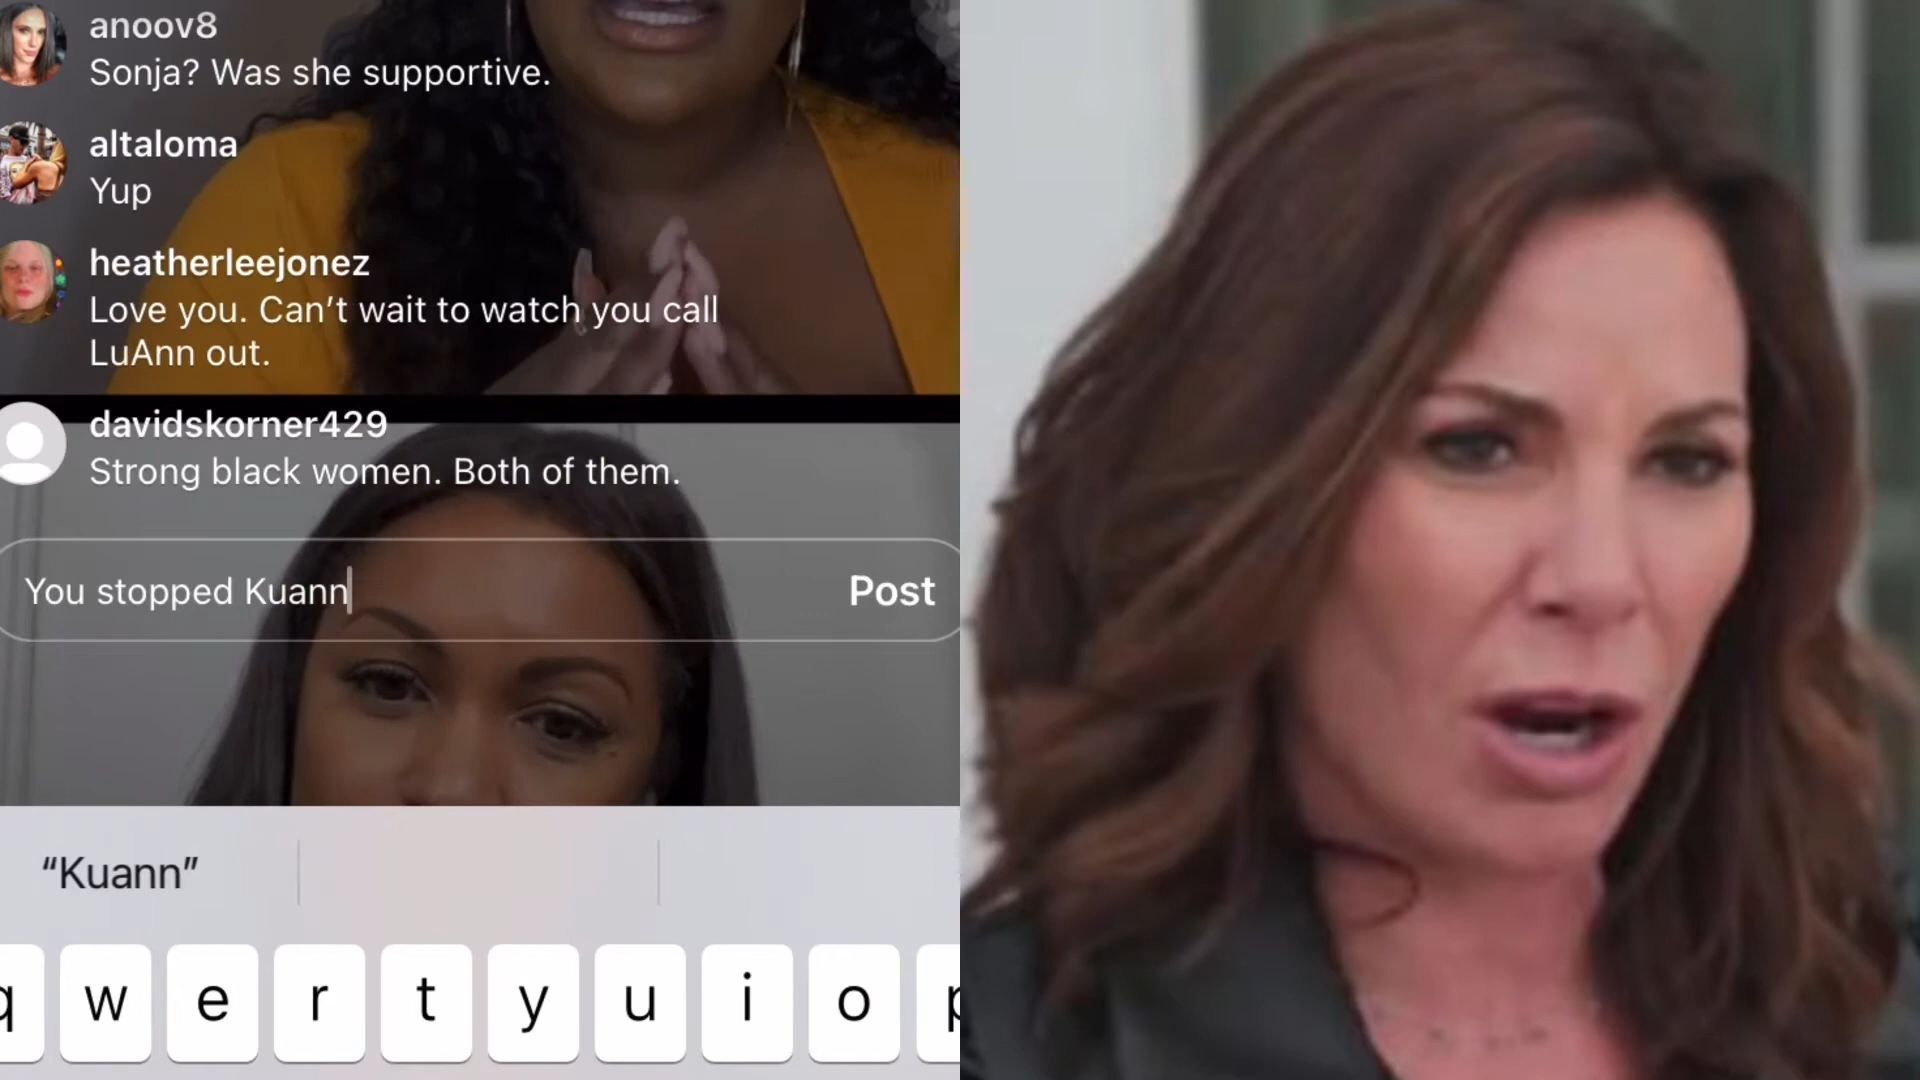 anoov8
Sonja? Was she supportive.
altaloma
Yup
heatherleejonez
Love you. Can’t wait to watch you call
LuAnn out.
davidskorner429
Strong black women. Both of them.
You stopped Kuann
Post
“Kuann”
q w e r t y u i o p